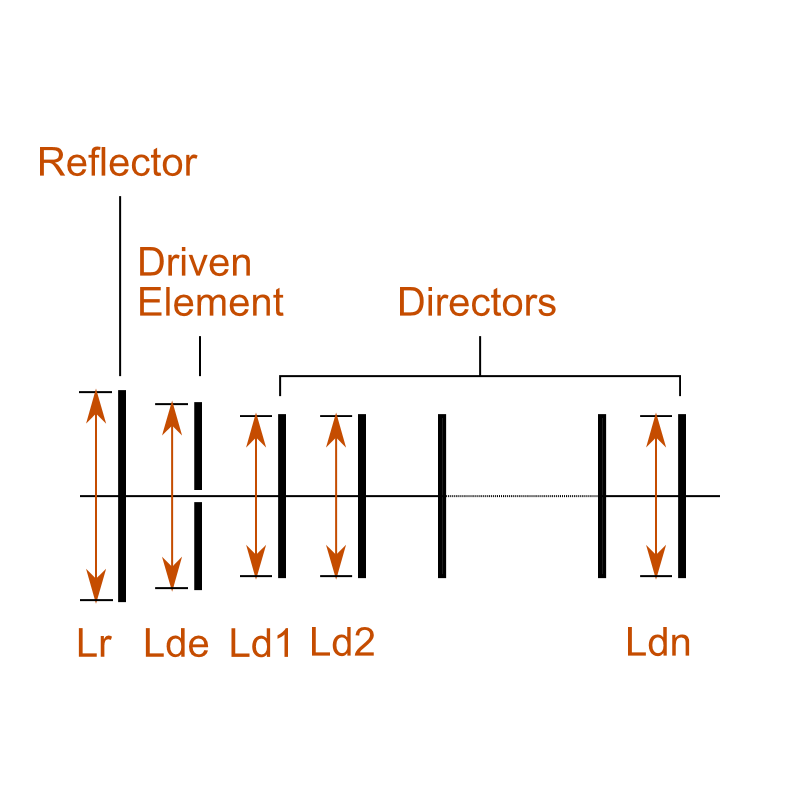 Reflector
Driven
Element
Directors
Lr
Lde
Ld1
Ld2
Ldn